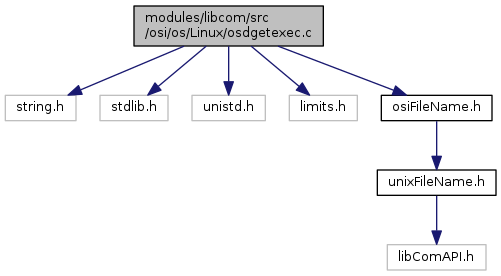 modules/libcom/src
/osi/os/Linux/osdgetexec.c
string.h
stdlib.h
unistd.h
limits.h
osiFileName.h
unixFileName.h
libComAPI.h